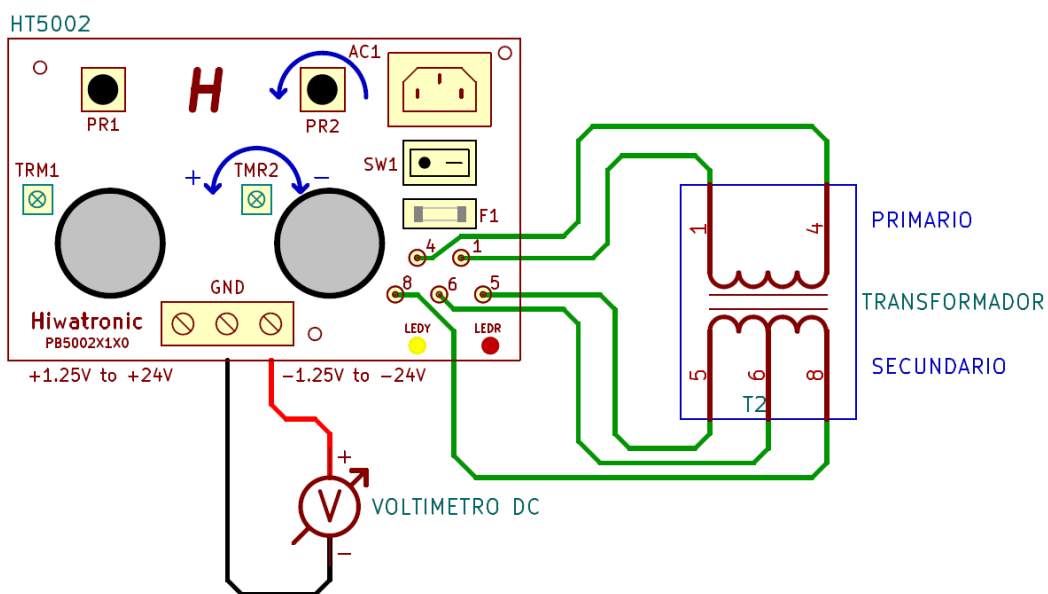 HT5002
AC1
H
PR1
PR2
SW1
TRM1
TMR2
+
−
F1
4
1
8
6
5
GND
Hiwatronic
PB5002X1X0
LEDY
LEDR
+1.25V to +24V
−1.25V to −24V
+
V
−
VOLTIMETRO DC
1
4
PRIMARIO
TRANSFORMADOR
5
6
8
SECUNDARIO
T2